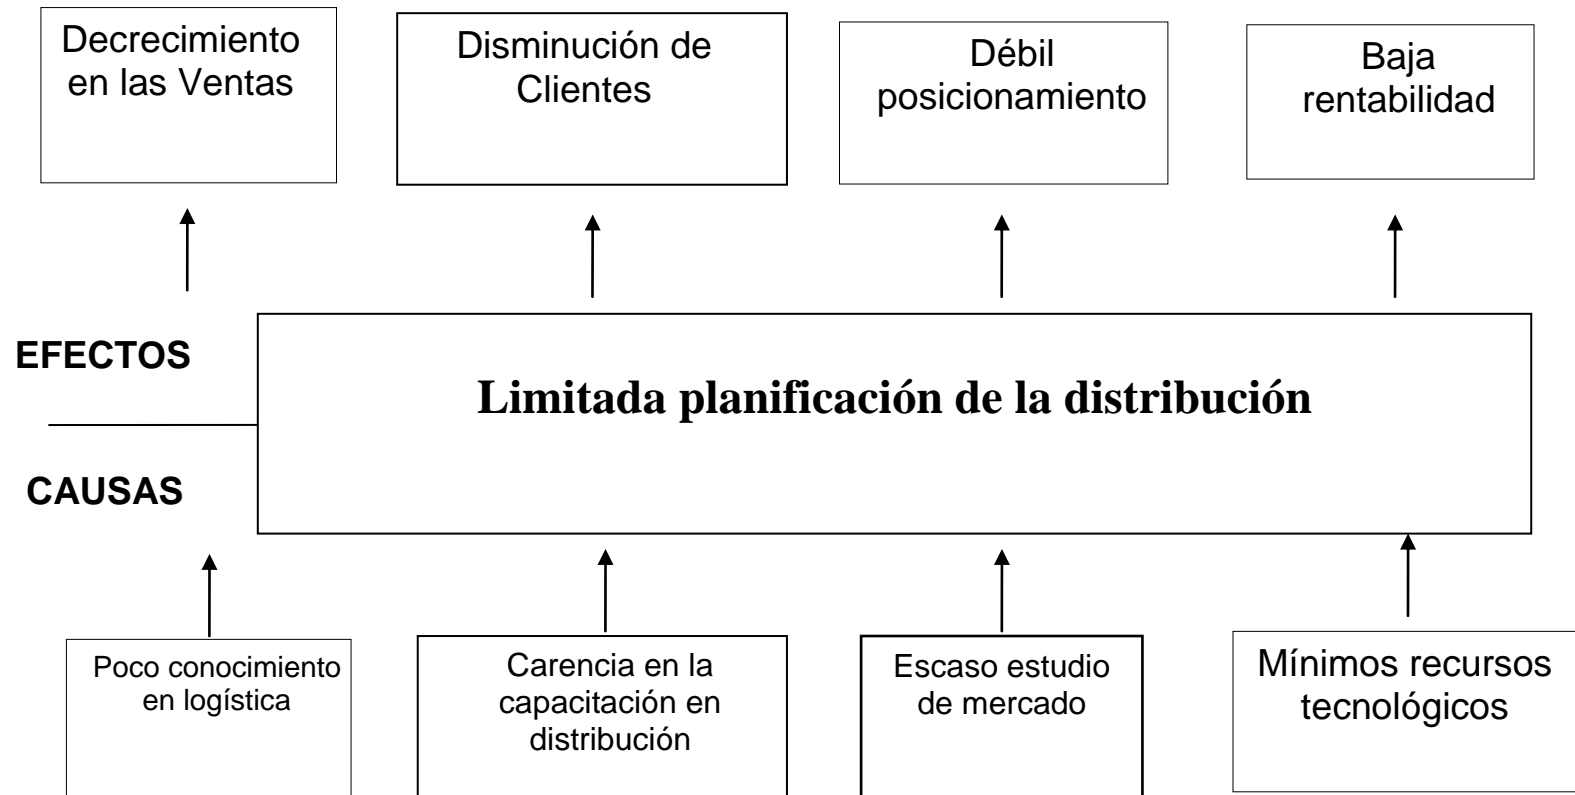 Decrecimiento
en las Ventas
Disminución de
Clientes
Débil
posicionamiento
Baja
rentabilidad
EFECTOS
Limitada planificación de la distribución
CAUSAS
Poco conocimiento
en logística
Carencia en la
capacitación en
distribución
Escaso estudio
de mercado
Mínimos recursos
tecnológicos